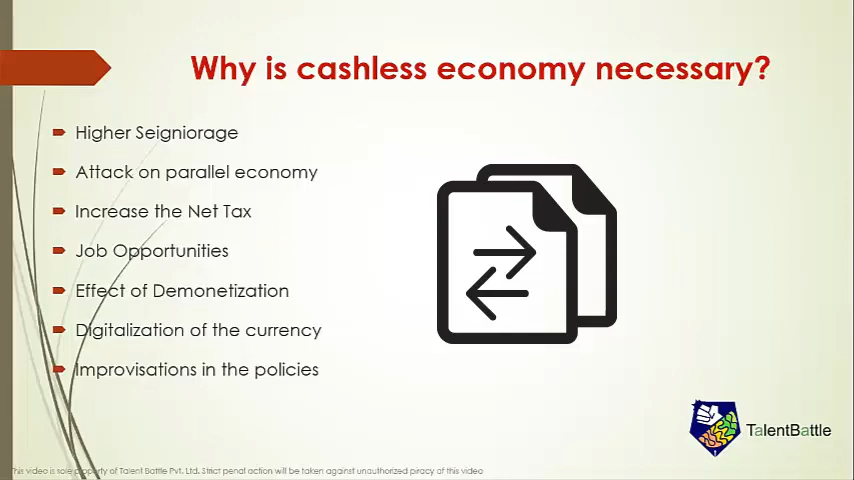 Why is cashless economy necessary?
Higher Seigniorage
Attack on parallel economy
Increase the Net Tax
Job Opportunities
Effect of Demonetization
Digitalization of the currency
Improvisations in the policies
TalentBattle
This video is sole property of Talent Battle Pvt. Ltd. Strict penal action will be taken against unauthorized piracy of this video